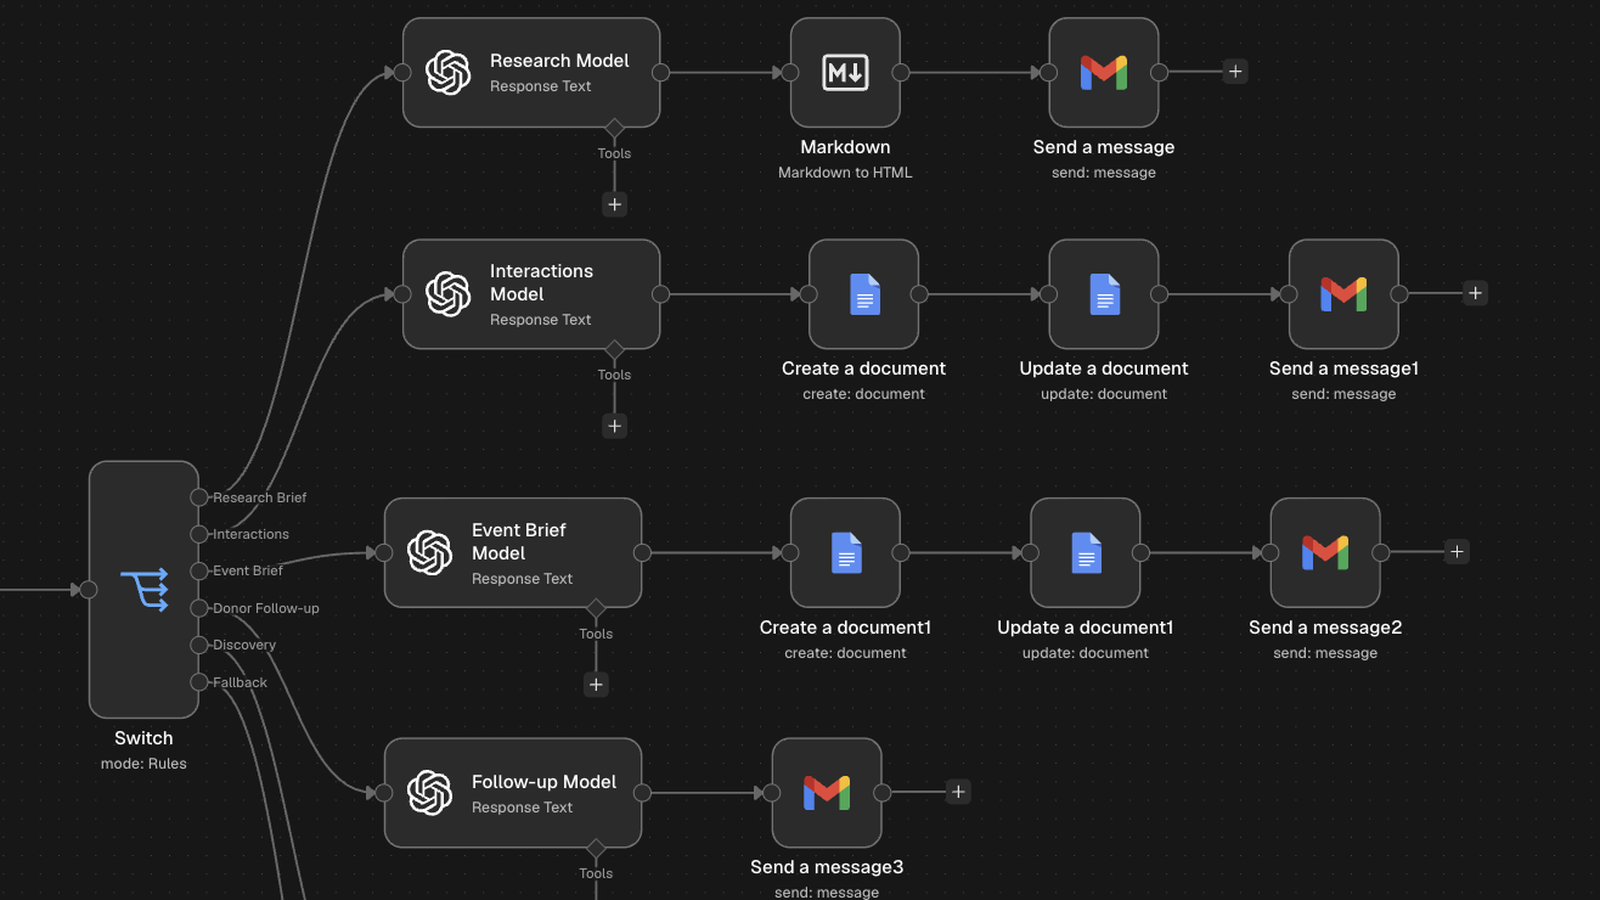 Research Model
Response Text
Tools
M
Markdown
Markdown to HTML
Send a message
send: message
Interactions
Model
Response Text
Tools
Create a document
create: document
Update a document
update: document
Send a message1
send: message
Research Brief
Interactions
Event Brief
Donor Follow-up
Discovery
Fallback
Switch
mode: Rules
Event Brief
Model
Response Text
Tools
Create a document1
create: document
Update a document1
update: document
Send a message2
send: message
Follow-up Model
Response Text
Tools
Send a message3
send: message